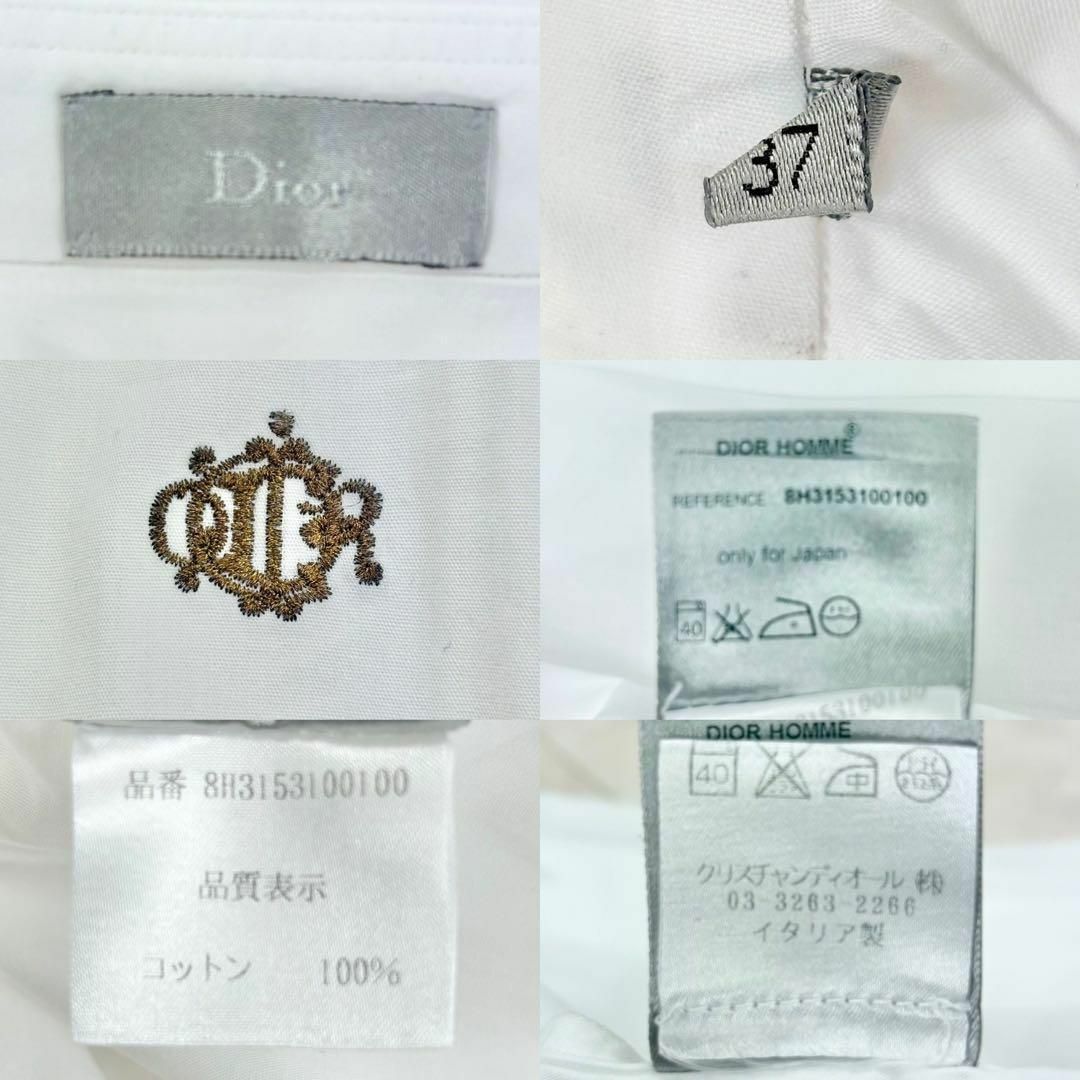 Dior
37
DIOR HOMME®
REFERENCE 8H3153100100
only for Japan
40
品番 8H3153100100
品質表示
コットン 100%
DIOR HOMME
40
クリスチャンディオール ㈱
03-3263-2266
イタリア製